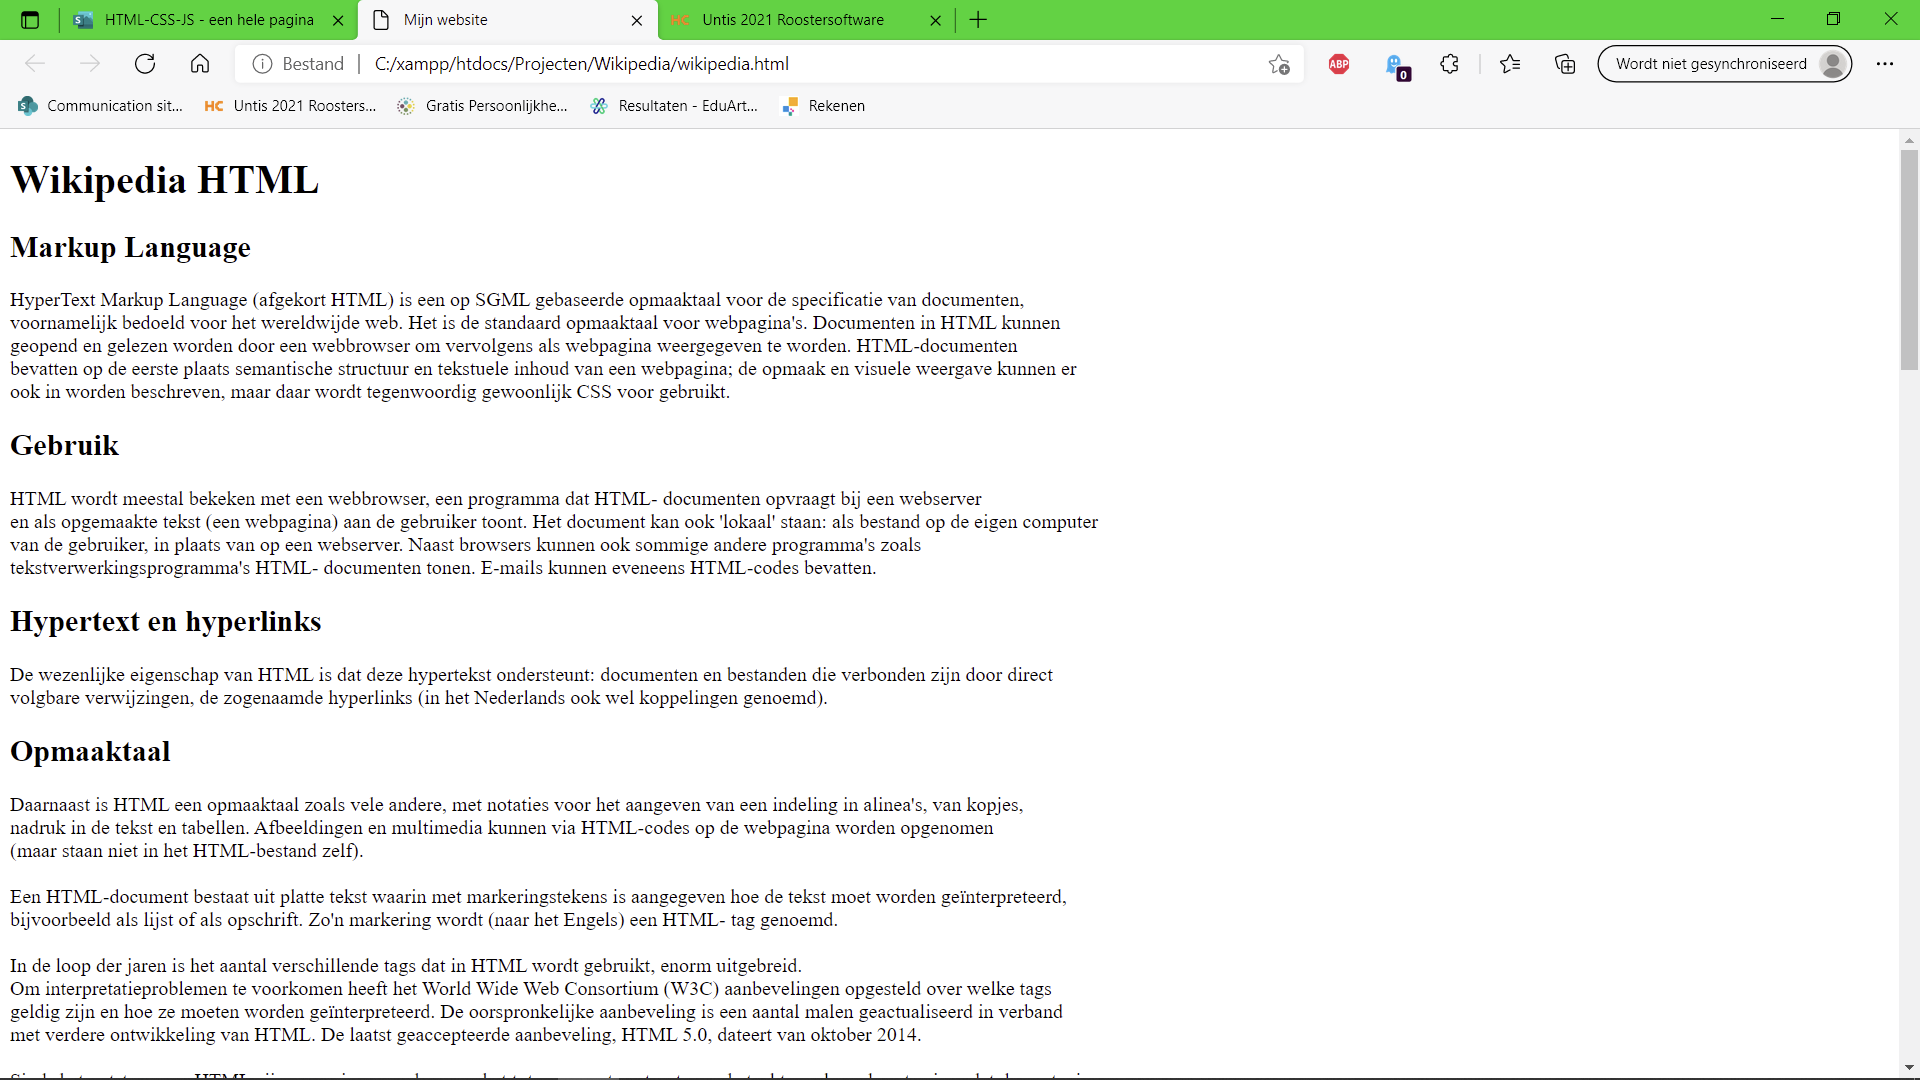 HTML-CSS-JS - een hele pagina
Mijn website
HC Untis 2021 Roostersoftware
Bestand C:/xampp/htdocs/Projecten/Wikipedia/wikipedia.html
ABP
0
Wordt niet gesynchroniseerd
Communication sit...
HC Untis 2021 Roosters...
Gratis Persoonlijkhe...
Resultaten - EduArt...
Rekenen
Wikipedia HTML
Markup Language
HyperText Markup Language (afgekort HTML) is een op SGML gebaseerde opmaaktaal voor de specificatie van documenten,
voornamelijk bedoeld voor het wereldwijde web. Het is de standaard opmaaktaal voor webpagina's. Documenten in HTML kunnen
geopend en gelezen worden door een webbrowser om vervolgens als webpagina weergegeven te worden. HTML-documenten
bevatten op de eerste plaats semantische structuur en tekstuele inhoud van een webpagina; de opmaak en visuele weergave kunnen er
ook in worden beschreven, maar daar wordt tegenwoordig gewoonlijk CSS voor gebruikt.
Gebruik
HTML wordt meestal bekeken met een webbrowser, een programma dat HTML- documenten opvraagt bij een webserver
en als opgemaakte tekst (een webpagina) aan de gebruiker toont. Het document kan ook 'lokaal' staan: als bestand op de eigen computer
van de gebruiker, in plaats van op een webserver. Naast browsers kunnen ook sommige andere programma's zoals
tekstverwerkingsprogramma's HTML- documenten tonen. E-mails kunnen eveneens HTML-codes bevatten.
Hypertext en hyperlinks
De wezenlijke eigenschap van HTML is dat deze hypertekst ondersteunt: documenten en bestanden die verbonden zijn door direct
volgbare verwijzingen, de zogenaamde hyperlinks (in het Nederlands ook wel koppelingen genoemd).
Opmaaktaal
Daarnaast is HTML een opmaaktaal zoals vele andere, met notaties voor het aangeven van een indeling in alinea's, van kopjes,
nadruk in de tekst en tabellen. Afbeeldingen en multimedia kunnen via HTML-codes op de webpagina worden opgenomen
(maar staan niet in het HTML-bestand zelf).
Een HTML-document bestaat uit platte tekst waarin met markeringstekens is aangegeven hoe de tekst moet worden geïnterpreteerd,
bijvoorbeeld als lijst of als opschrift. Zo'n markering wordt (naar het Engels) een HTML- tag genoemd.
In de loop der jaren is het aantal verschillende tags dat in HTML wordt gebruikt, enorm uitgebreid.
Om interpretatieproblemen te voorkomen heeft het World Wide Web Consortium (W3C) aanbevelingen opgesteld over welke tags
geldig zijn en hoe ze moeten worden geïnterpreteerd. De oorspronkelijke aanbeveling is een aantal malen geactualiseerd in verband
met verdere ontwikkeling van HTML. De laatst geaccepteerde aanbeveling, HTML 5.0, dateert van oktober 2014.